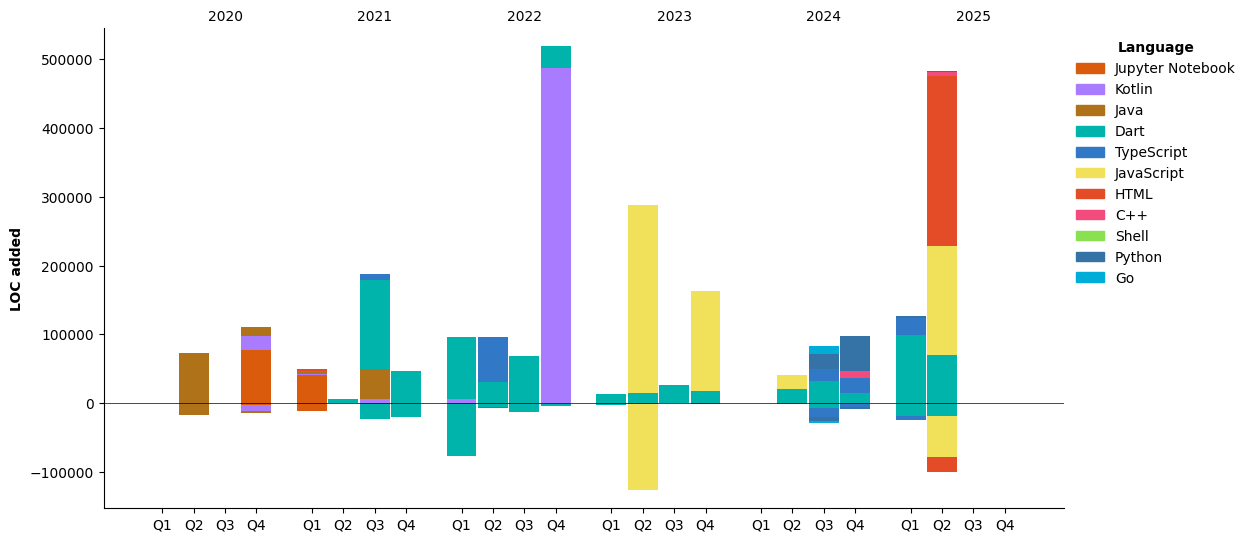 2020 2021 2022 2023 2024 2025
Language
Jupyter Notebook
Kotlin
Java
Dart
TypeScript
JavaScript
HTML
C++
Shell
Python
Go
LOC added
500000
400000
300000
200000
100000
0
−100000
Q1 Q2 Q3 Q4 Q1 Q2 Q3 Q4 Q1 Q2 Q3 Q4 Q1 Q2 Q3 Q4 Q1 Q2 Q3 Q4 Q1 Q2 Q3 Q4